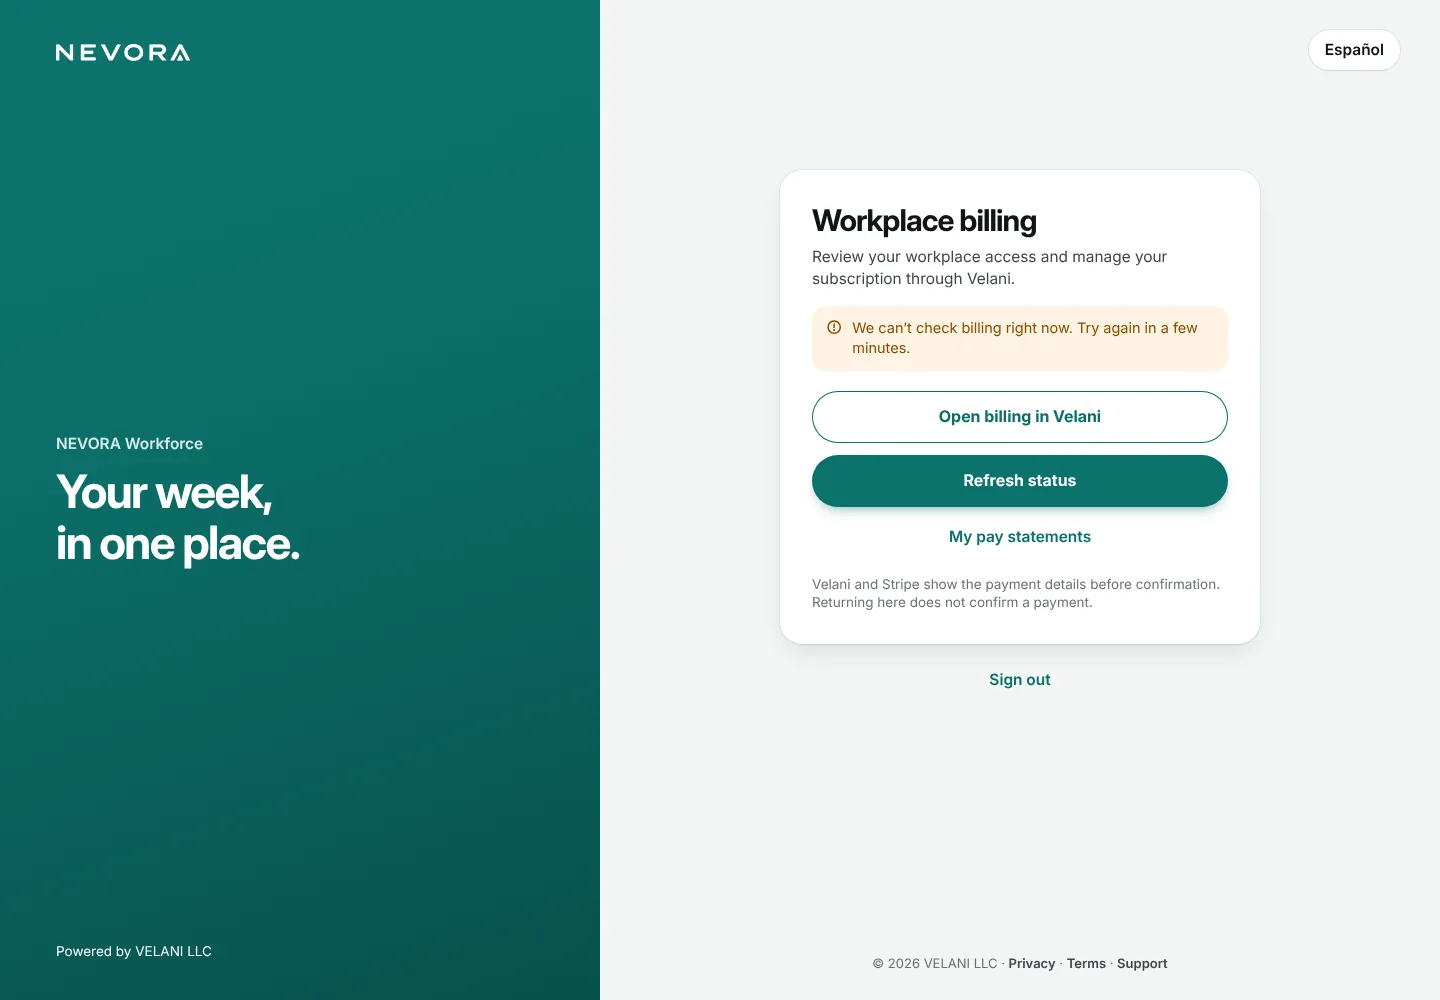 NEVORA
Español
NEVORA Workforce
Your week,
in one place.
Powered by VELANI LLC
Workplace billing
Review your workplace access and manage your
subscription through Velani.
We can’t check billing right now. Try again in a few
minutes.
Open billing in Velani
Refresh status
My pay statements
Velani and Stripe show the payment details before confirmation.
Returning here does not confirm a payment.
Sign out
© 2026 VELANI LLC · Privacy · Terms · Support